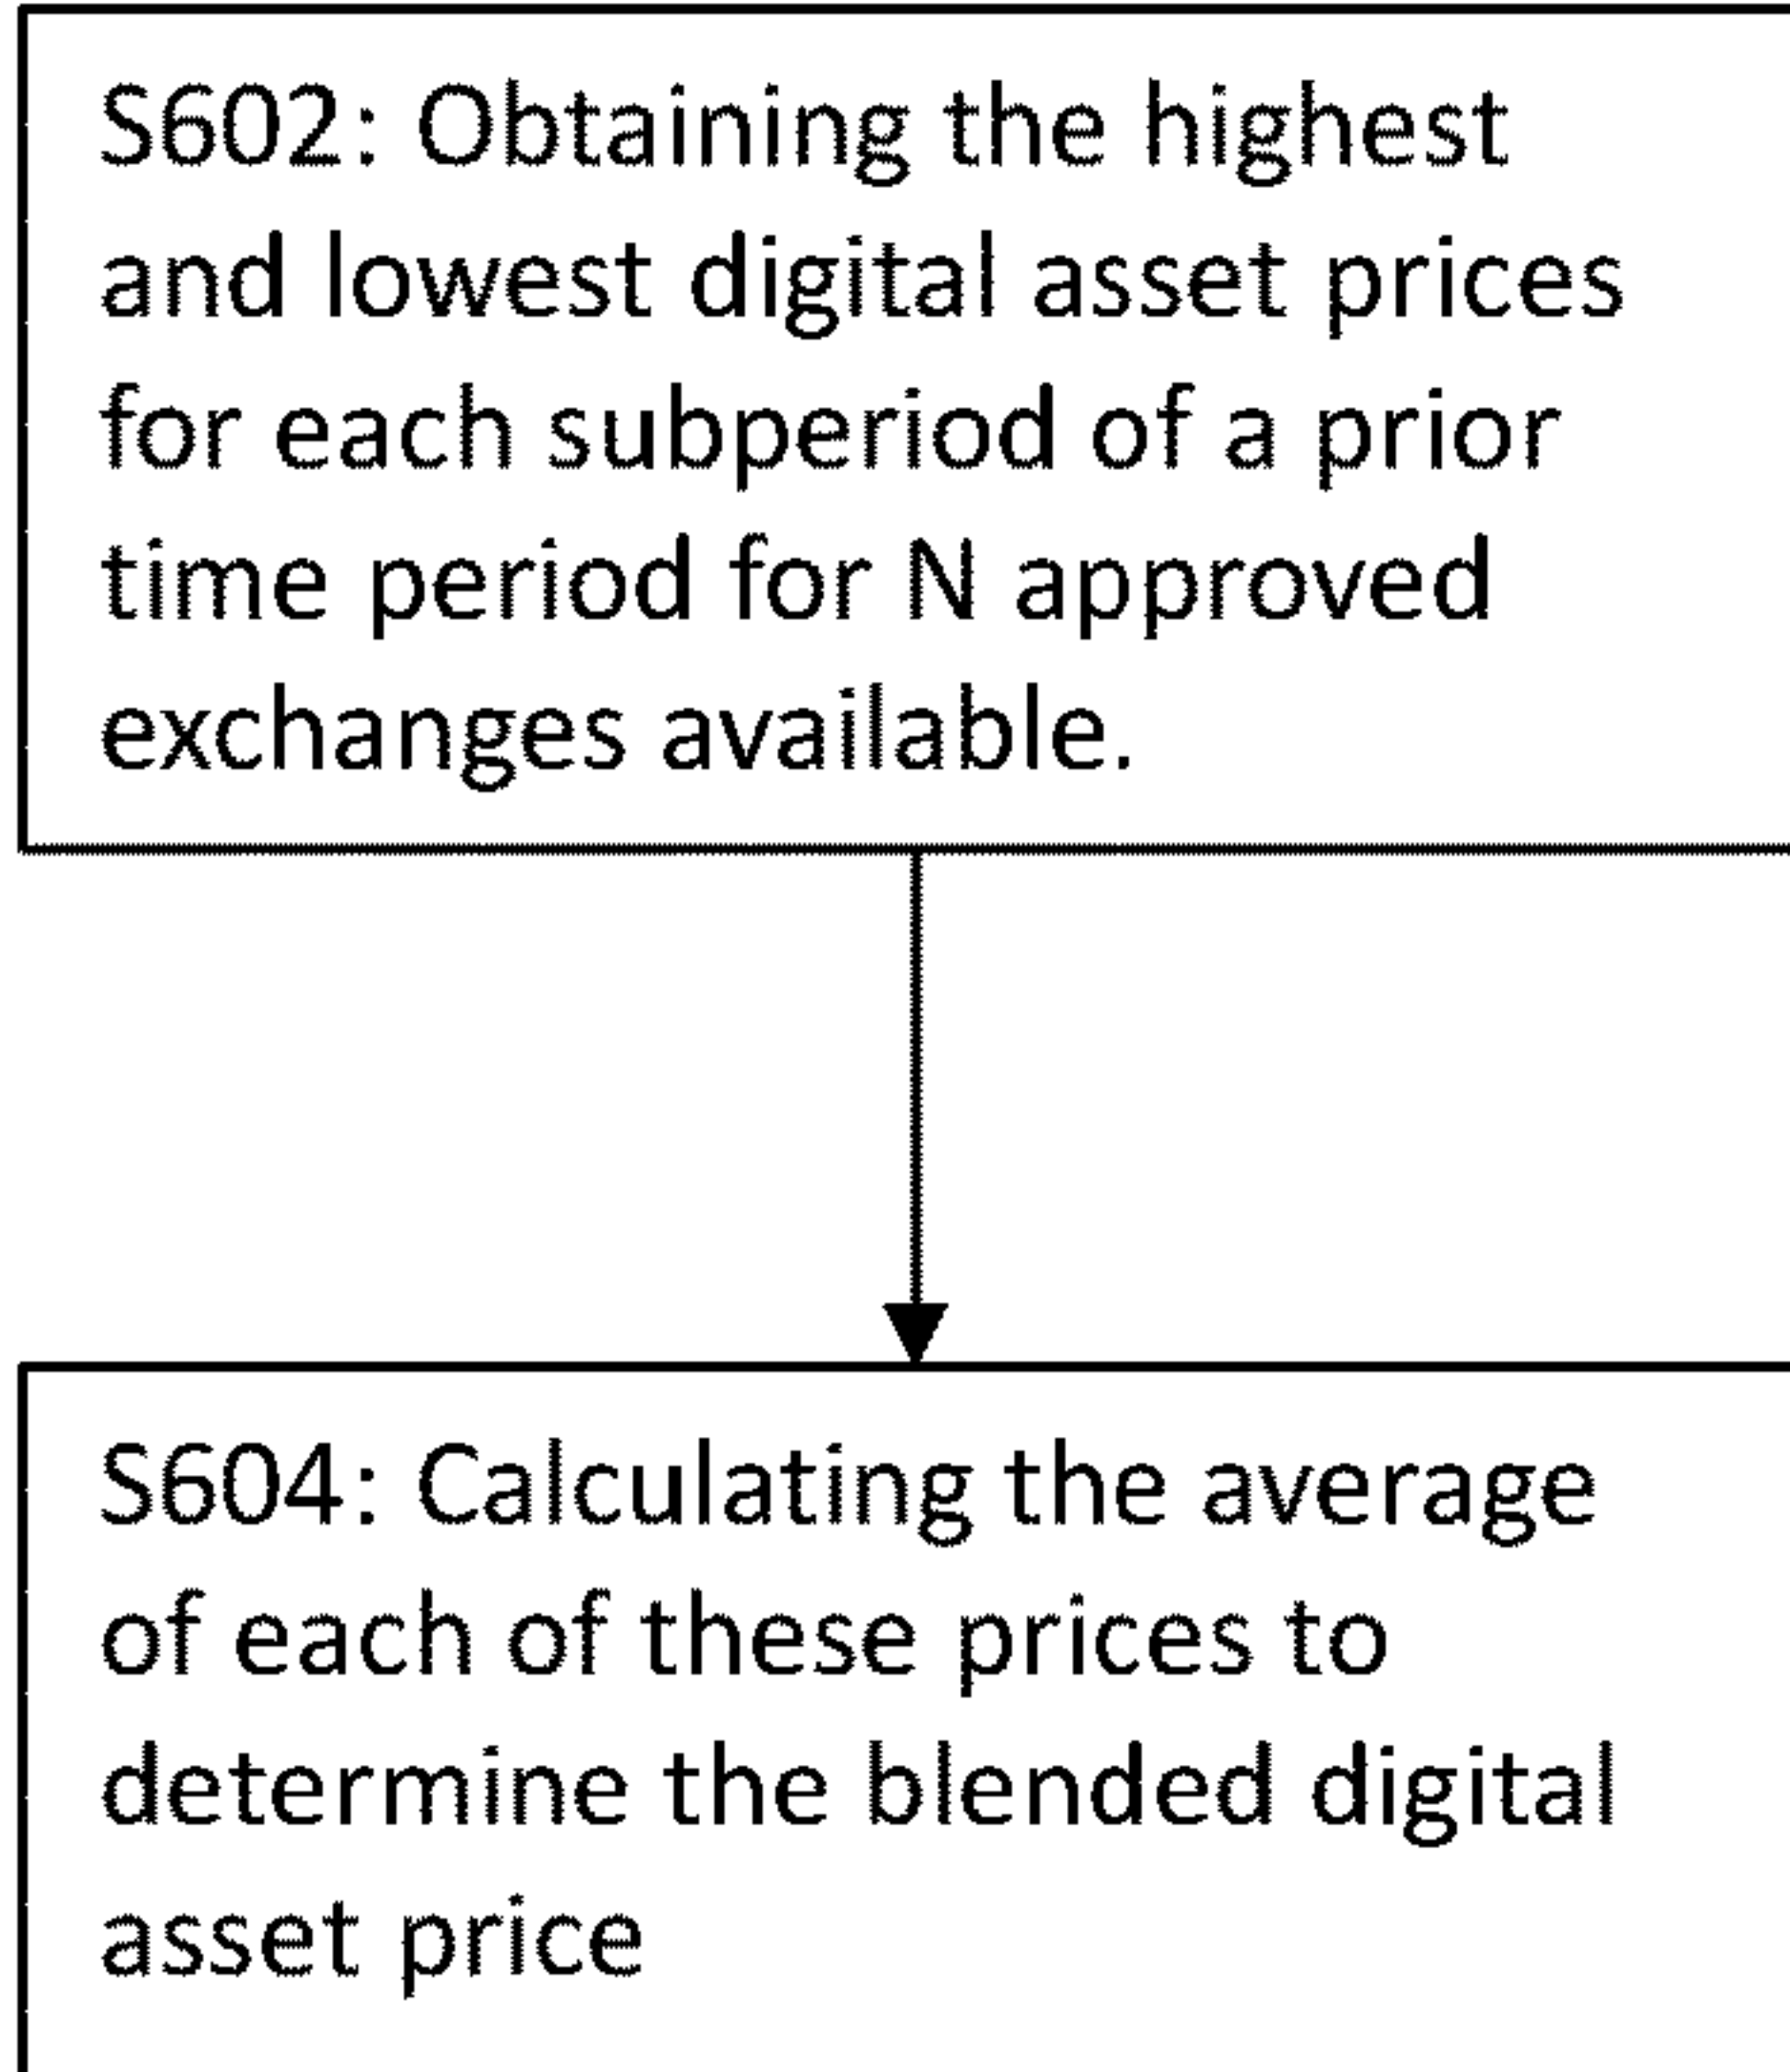 S602: Obtaining the highest
and lowest digital asset prices
for each subperiod of a prior
time period for N approved
exchanges available.
S604: Calculating the average
of each of these prices to
determine the blended digital
asset price